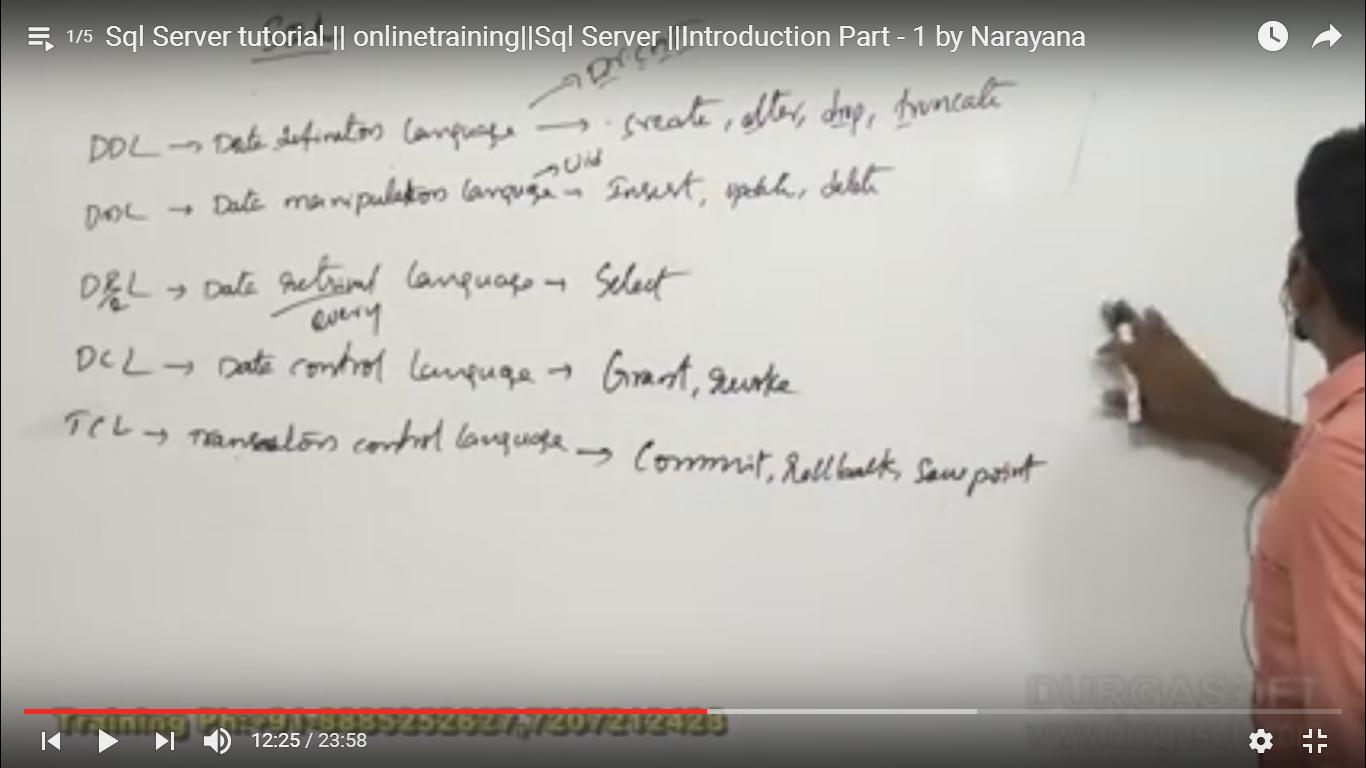 1/5 Sql Server tutorial || onlinetraining||Sql Server ||Introduction Part - 1 by Narayana
DDL → Data definition language → create, alter, drop, truncate
Uid
DML → Data manipulation language → Insert, update, delete
DRL → Data retrieval language → Select
Query
DCL → Data control language → Grant, revoke
TCL → Transaction control language → Commit, Rollback, Savepoint
DURGASOFT
Training Ph:+91-8885252627,7207212428
12:25 / 23:58